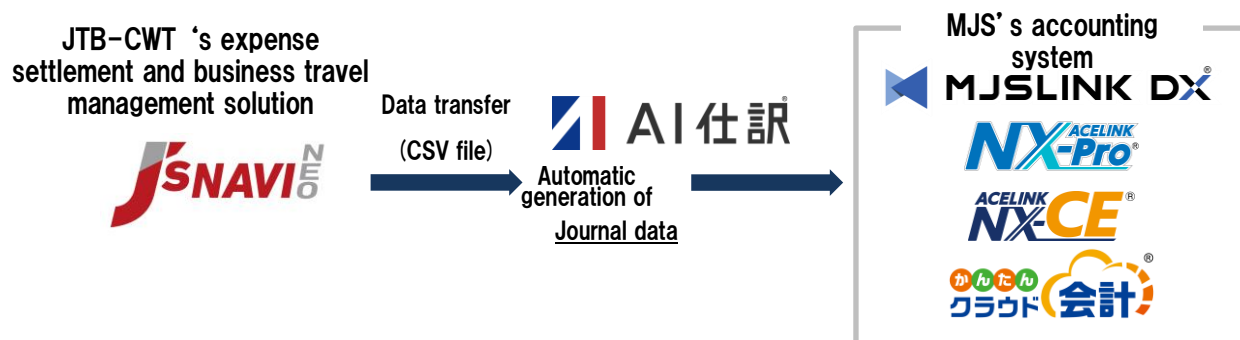 JTB-CWT ‘s expense
settlement and business travel
management solution
J'SNAVI NEO
Data transfer
(CSV file)
AI仕訳®
Automatic
generation of
Journal data
MJS’s accounting
system
MJSLINK DX®
ACELINK
NX-Pro®
ACELINK
NX-CE®
かんたん
クラウド会計®